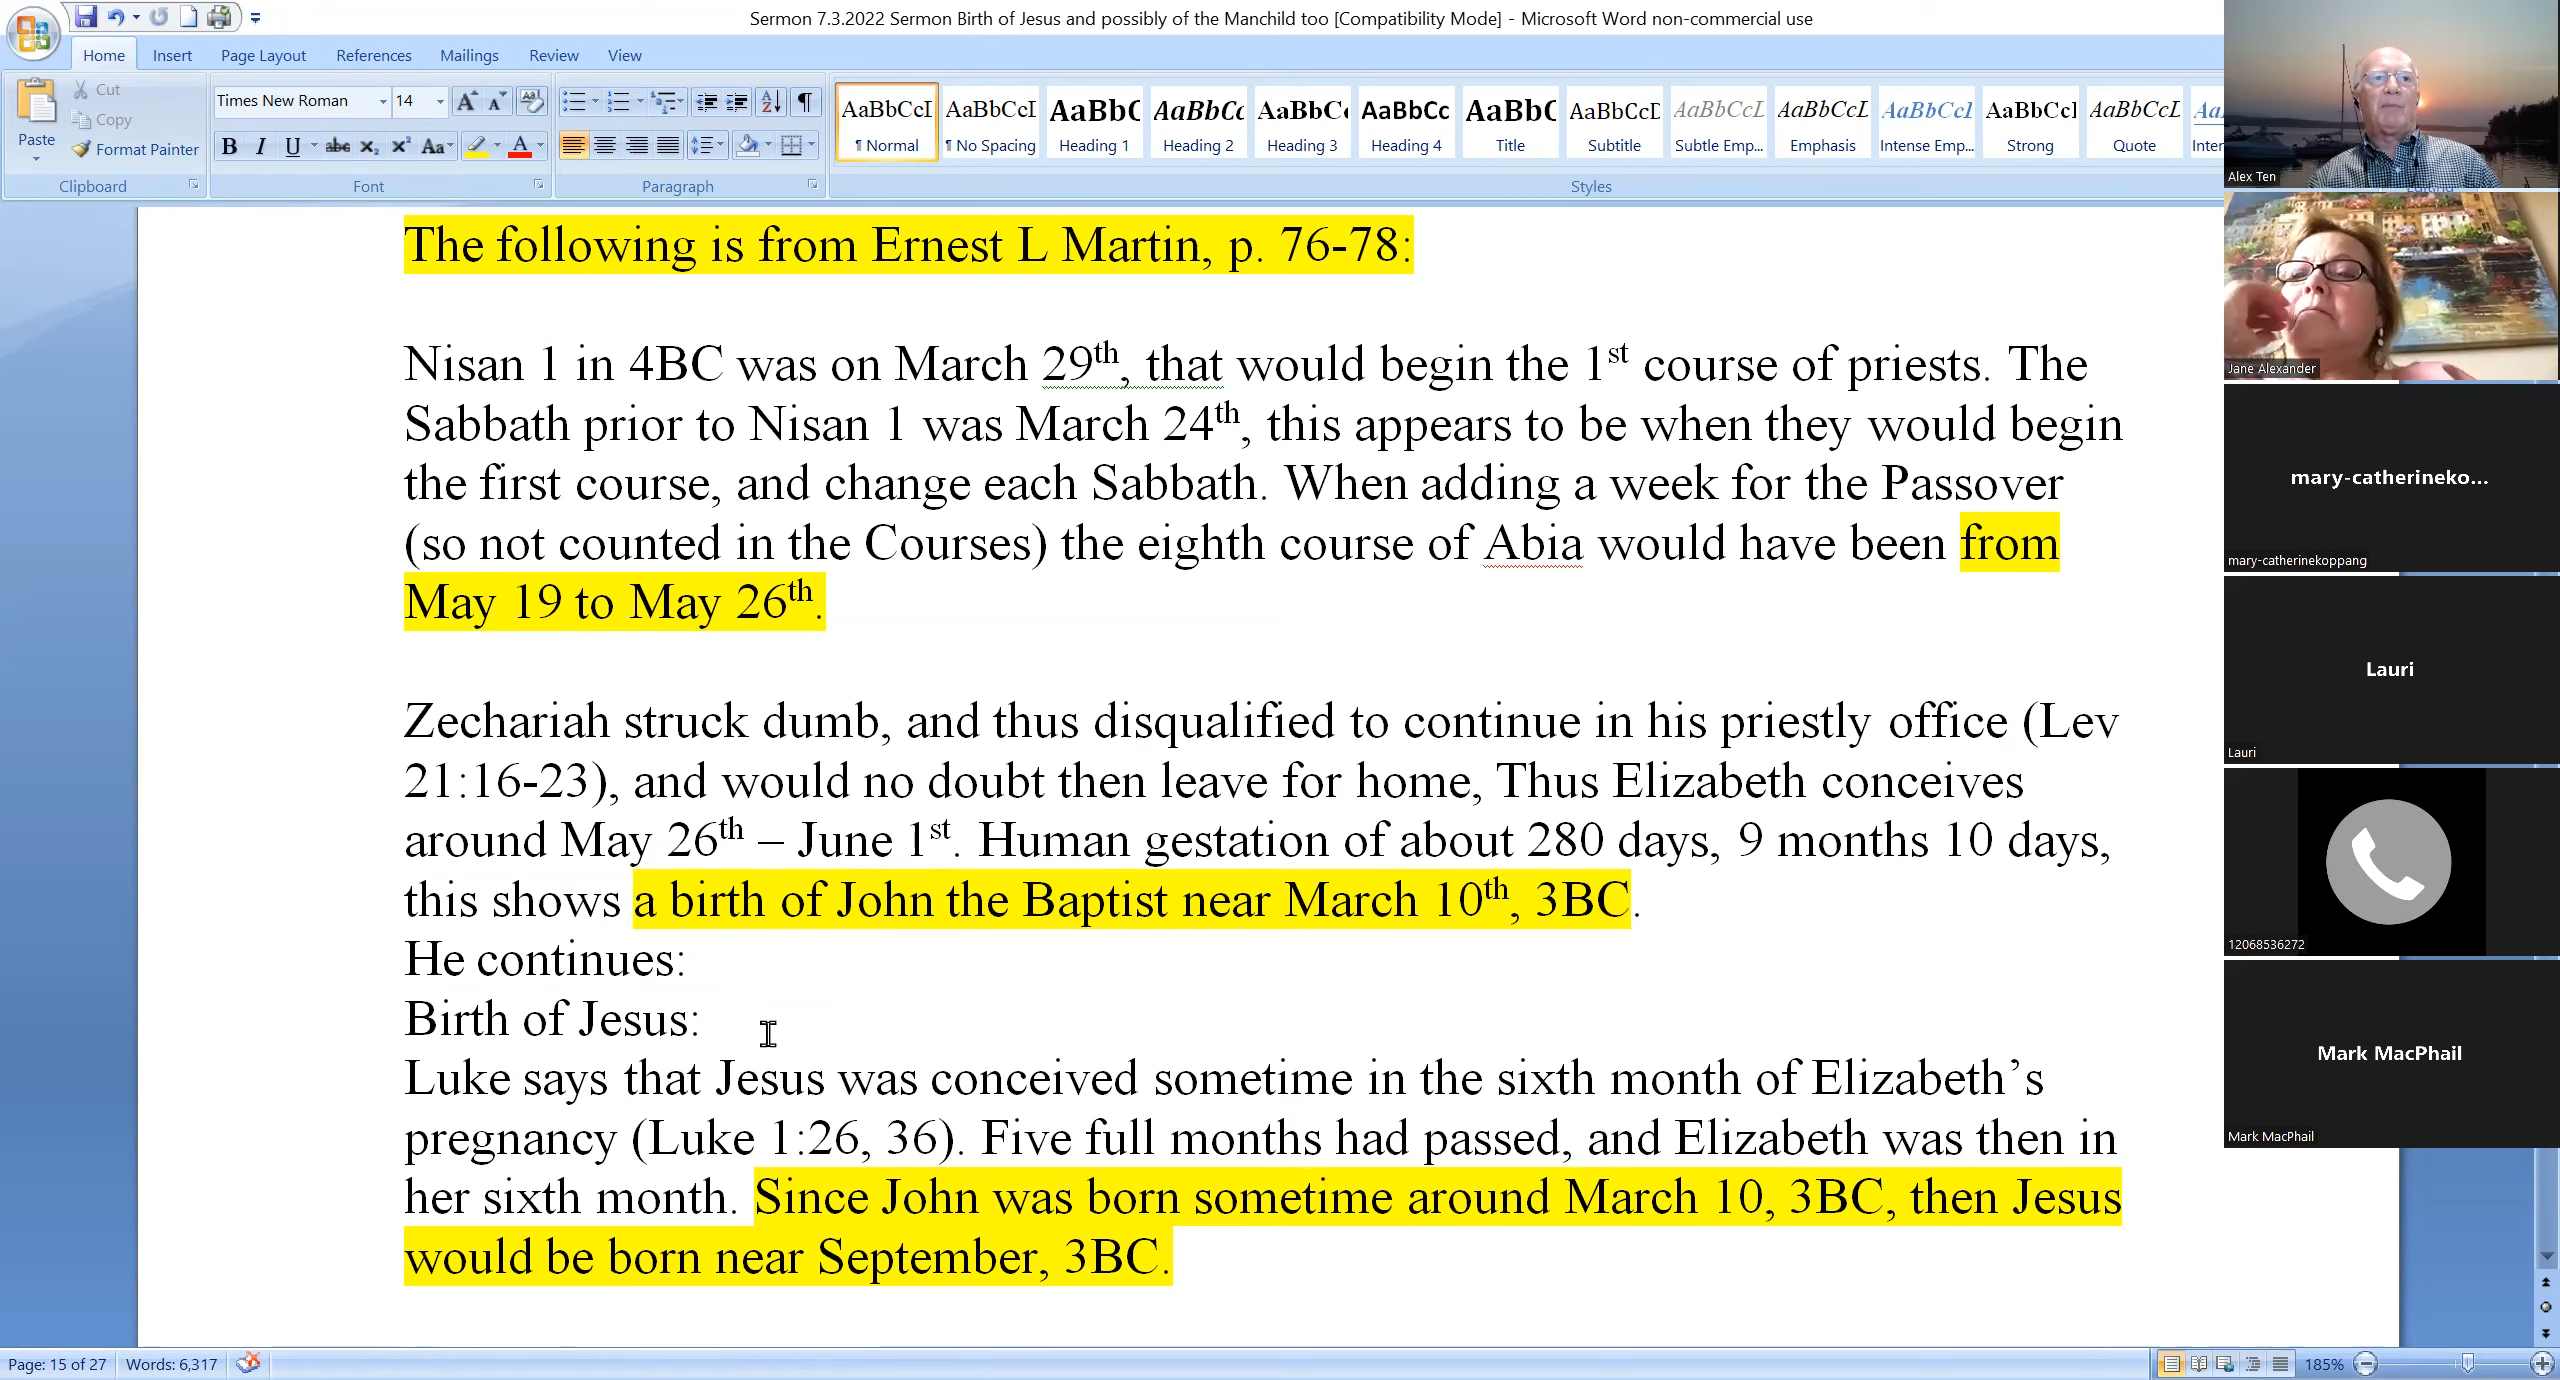 Sermon 7.3.2022 Sermon Birth of Jesus and possibly of the Manchild too [Compatibility Mode] - Microsoft Word non-commercial use
Home Insert Page Layout References Mailings Review View
Paste
Cut
Copy
Format Painter
Clipboard
Times New Roman 14
Font
Paragraph
AaBbCcI AaBbCcI AaBbC AaBbCc AaBbCc AaBbCc AaBbC AaBbCcD AaBbCcL AaBbCcL AaBbCcI AaBbCcI AaBbCcL
¶ Normal ¶ No Spacing Heading 1 Heading 2 Heading 3 Heading 4 Title Subtitle Subtle Emp... Emphasis Intense Emp... Strong Quote
Styles
The following is from Ernest L Martin, p. 76-78:
Nisan 1 in 4BC was on March 29th, that would begin the 1st course of priests. The
Sabbath prior to Nisan 1 was March 24th, this appears to be when they would begin
the first course, and change each Sabbath. When adding a week for the Passover
(so not counted in the Courses) the eighth course of Abia would have been from
May 19 to May 26th.
Zechariah struck dumb, and thus disqualified to continue in his priestly office (Lev
21:16-23), and would no doubt then leave for home, Thus Elizabeth conceives
around May 26th – June 1st. Human gestation of about 280 days, 9 months 10 days,
this shows a birth of John the Baptist near March 10th, 3BC.
He continues:
Birth of Jesus:
Luke says that Jesus was conceived sometime in the sixth month of Elizabeth’s
pregnancy (Luke 1:26, 36). Five full months had passed, and Elizabeth was then in
her sixth month. Since John was born sometime around March 10, 3BC, then Jesus
would be born near September, 3BC.
Alex Ten
Jane Alexander
mary-catherineko...
mary-catherinekoppang
Lauri
Lauri
12068536272
Mark MacPhail
Mark MacPhail
Page: 15 of 27 Words: 6,317 185%